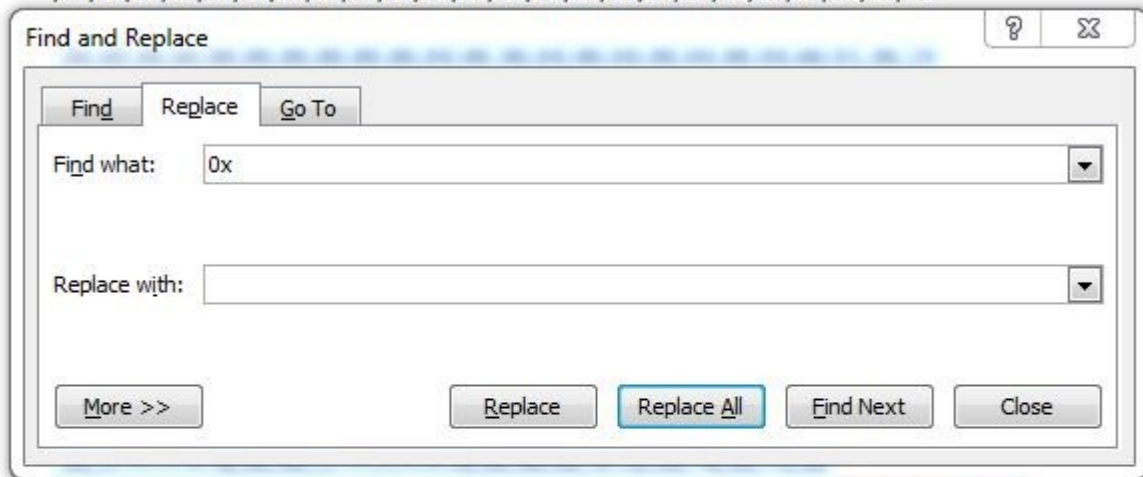 Find and Replace
Find Replace Go To
Find what: 0x
Replace with:
More >> Replace Replace All Find Next Close